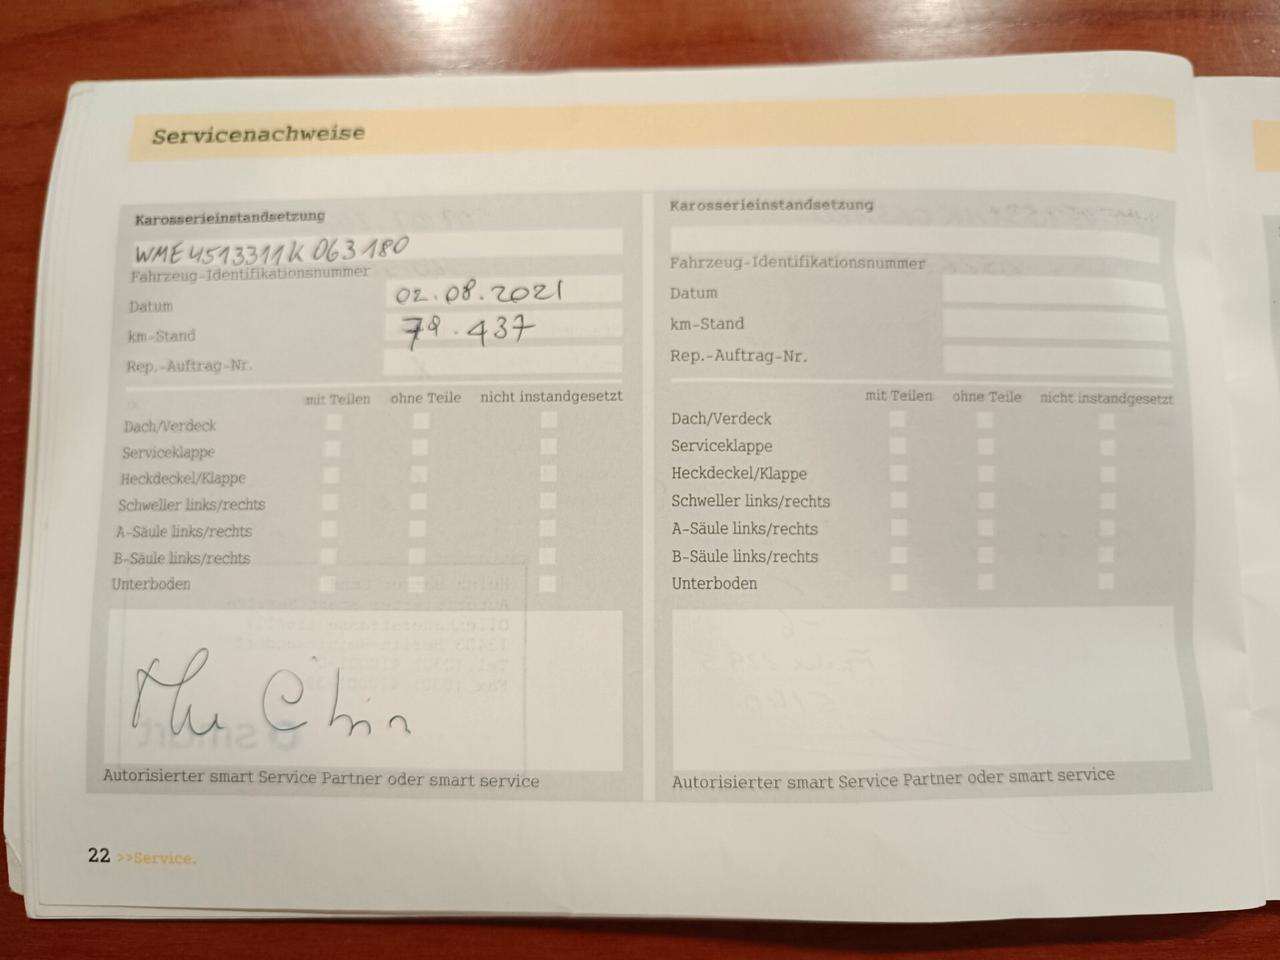 Servicenachweise
Karosserieinstandsetzung
WME4513311K063180
Fahrzeug-Identifikationsnummer
Datum 02.08.2021
km-Stand 79.437
Rep.-Auftrag-Nr.
mit Teilen ohne Teile nicht instandgesetzt
Dach/Verdeck
Serviceklappe
Heckdeckel/Klappe
Schweller links/rechts
A-Säule links/rechts
B-Säule links/rechts
Unterboden
Autorisierter smart Service Partner oder smart service
Karosserieinstandsetzung
Fahrzeug-Identifikationsnummer
Datum
km-Stand
Rep.-Auftrag-Nr.
mit Teilen ohne Teile nicht instandgesetzt
Dach/Verdeck
Serviceklappe
Heckdeckel/Klappe
Schweller links/rechts
A-Säule links/rechts
B-Säule links/rechts
Unterboden
Autorisierter smart Service Partner oder smart service
22 >>Service.